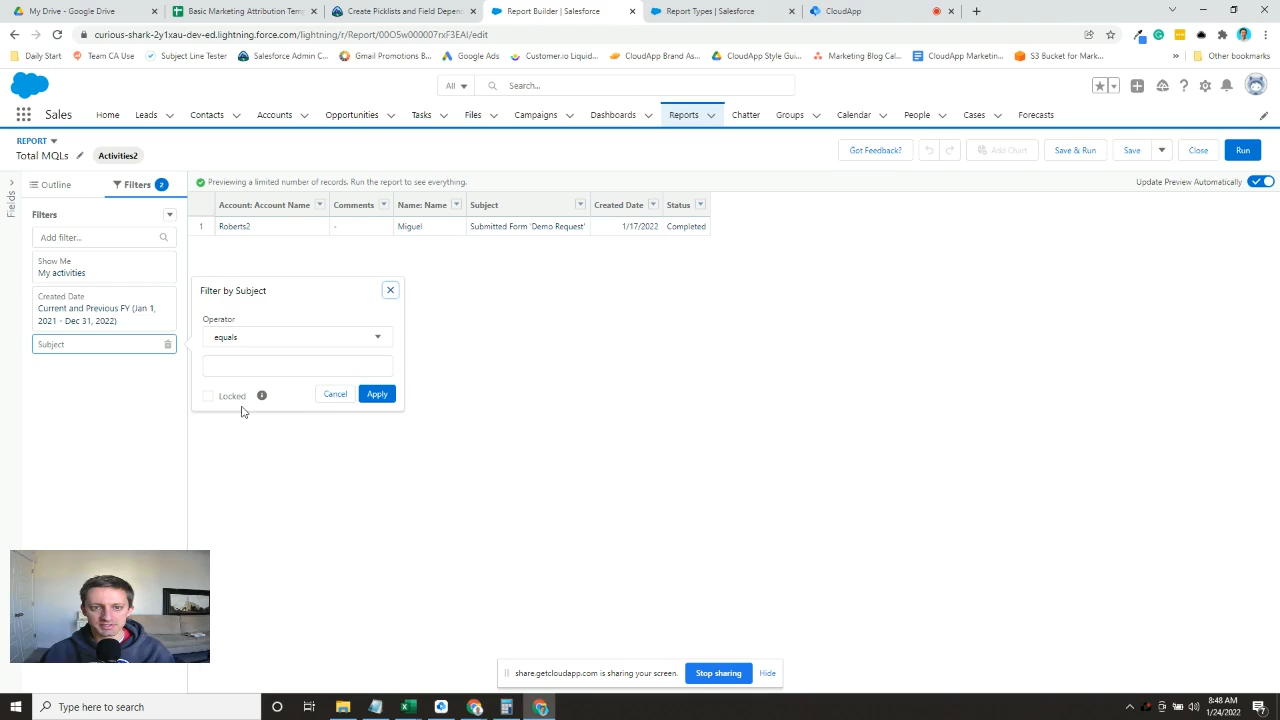 My Drive - Google Drive
Basic Marketing Attribution Temp
Create Picklists and Field Depend
Report Builder | Salesforce
Report Types | Salesforce
CloudApp
curious-shark-2y1xau-dev-ed.lightning.force.com/lightning/r/Report/00O5w000007rxF3EAI/edit
Daily Start
Team CA Use
Subject Line Tester
Salesforce Admin C...
Gmail Promotions B...
Google Ads
Customer.io Liquid...
CloudApp Brand As...
CloudApp Style Gui...
Marketing Blog Cal...
CloudApp Marketin...
S3 Bucket for Mark...
Other bookmarks
All
Search...
Sales
Home
Leads
Contacts
Accounts
Opportunities
Tasks
Files
Campaigns
Dashboards
Reports
Chatter
Groups
Calendar
People
Cases
Forecasts
REPORT
Total MQLs
Activities2
Got Feedback?
Add Chart
Save & Run
Save
Close
Run
Fields
Outline
Filters 2
Previewing a limited number of records. Run the report to see everything.
Update Preview Automatically
Filters
Add filter...
Show Me
My activities
Created Date
Current and Previous FY (Jan 1,
2021 - Dec 31, 2022)
Subject
Account: Account Name
Comments
Name: Name
Subject
Created Date
Status
1
Roberts2
-
Miguel
Submitted Form 'Demo Request'
1/17/2022
Completed
Filter by Subject
Operator
equals
Locked
Cancel
Apply
share.getcloudapp.com is sharing your screen.
Stop sharing
Hide
Type here to search
8:48 AM
1/24/2022